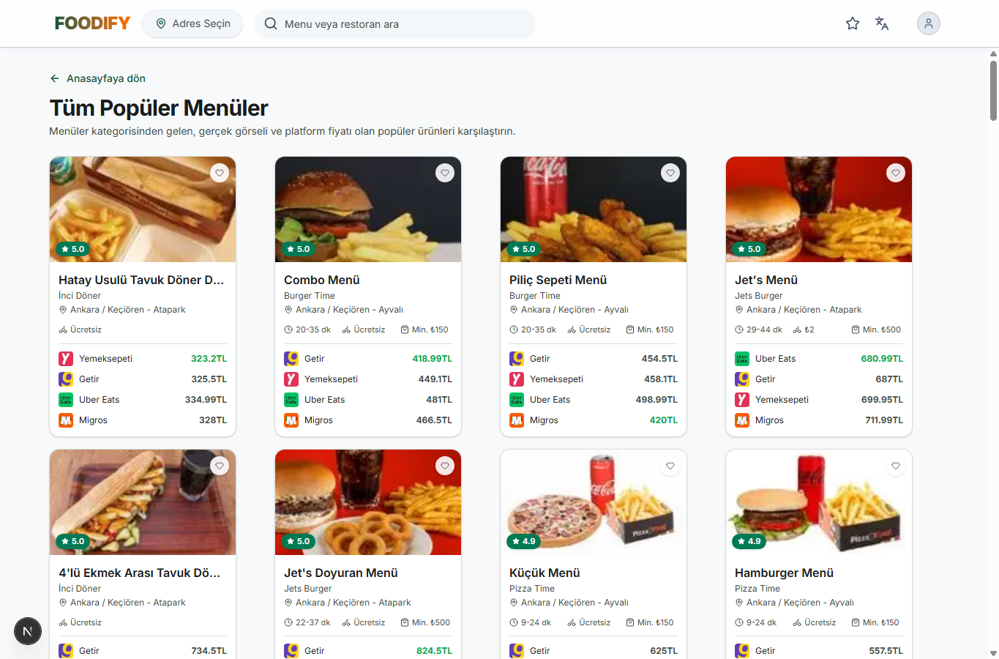 FOODIFY
Adres Seçin
Menu veya restoran ara
Anasayfaya dön
Tüm Popüler Menüler
Menüler kategorisinden gelen, gerçek görseli ve platform fiyatı olan popüler ürünleri karşılaştırın.
5.0
Hatay Usulü Tavuk Döner D...
İnci Döner
Ankara / Keçiören - Atapark
Ücretsiz
Yemeksepeti 323.2TL
Getir 325.5TL
Uber Eats 334.99TL
Migros 328TL
5.0
Combo Menü
Burger Time
Ankara / Keçiören - Ayvalı
20-35 dk Ücretsiz Min. ₺150
Getir 418.99TL
Yemeksepeti 449.1TL
Uber Eats 481TL
Migros 466.5TL
5.0
Piliç Sepeti Menü
Burger Time
Ankara / Keçiören - Ayvalı
20-35 dk Ücretsiz Min. ₺150
Getir 454.5TL
Yemeksepeti 458.1TL
Uber Eats 498.99TL
Migros 420TL
5.0
Jet's Menü
Jets Burger
Ankara / Keçiören - Atapark
29-44 dk ₺2 Min. ₺500
Uber Eats 680.99TL
Getir 687TL
Yemeksepeti 699.95TL
Migros 711.99TL
5.0
4'lü Ekmek Arası Tavuk Dö...
İnci Döner
Ankara / Keçiören - Atapark
Ücretsiz
Getir 734.5TL
5.0
Jet's Doyuran Menü
Jets Burger
Ankara / Keçiören - Atapark
22-37 dk Ücretsiz Min. ₺500
Getir 824.5TL
4.9
Küçük Menü
Pizza Time
Ankara / Keçiören - Ayvalı
9-24 dk Ücretsiz Min. ₺150
Getir 625TL
4.9
Hamburger Menü
Pizza Time
Ankara / Keçiören - Ayvalı
9-24 dk Ücretsiz Min. ₺150
Getir 557.5TL
N